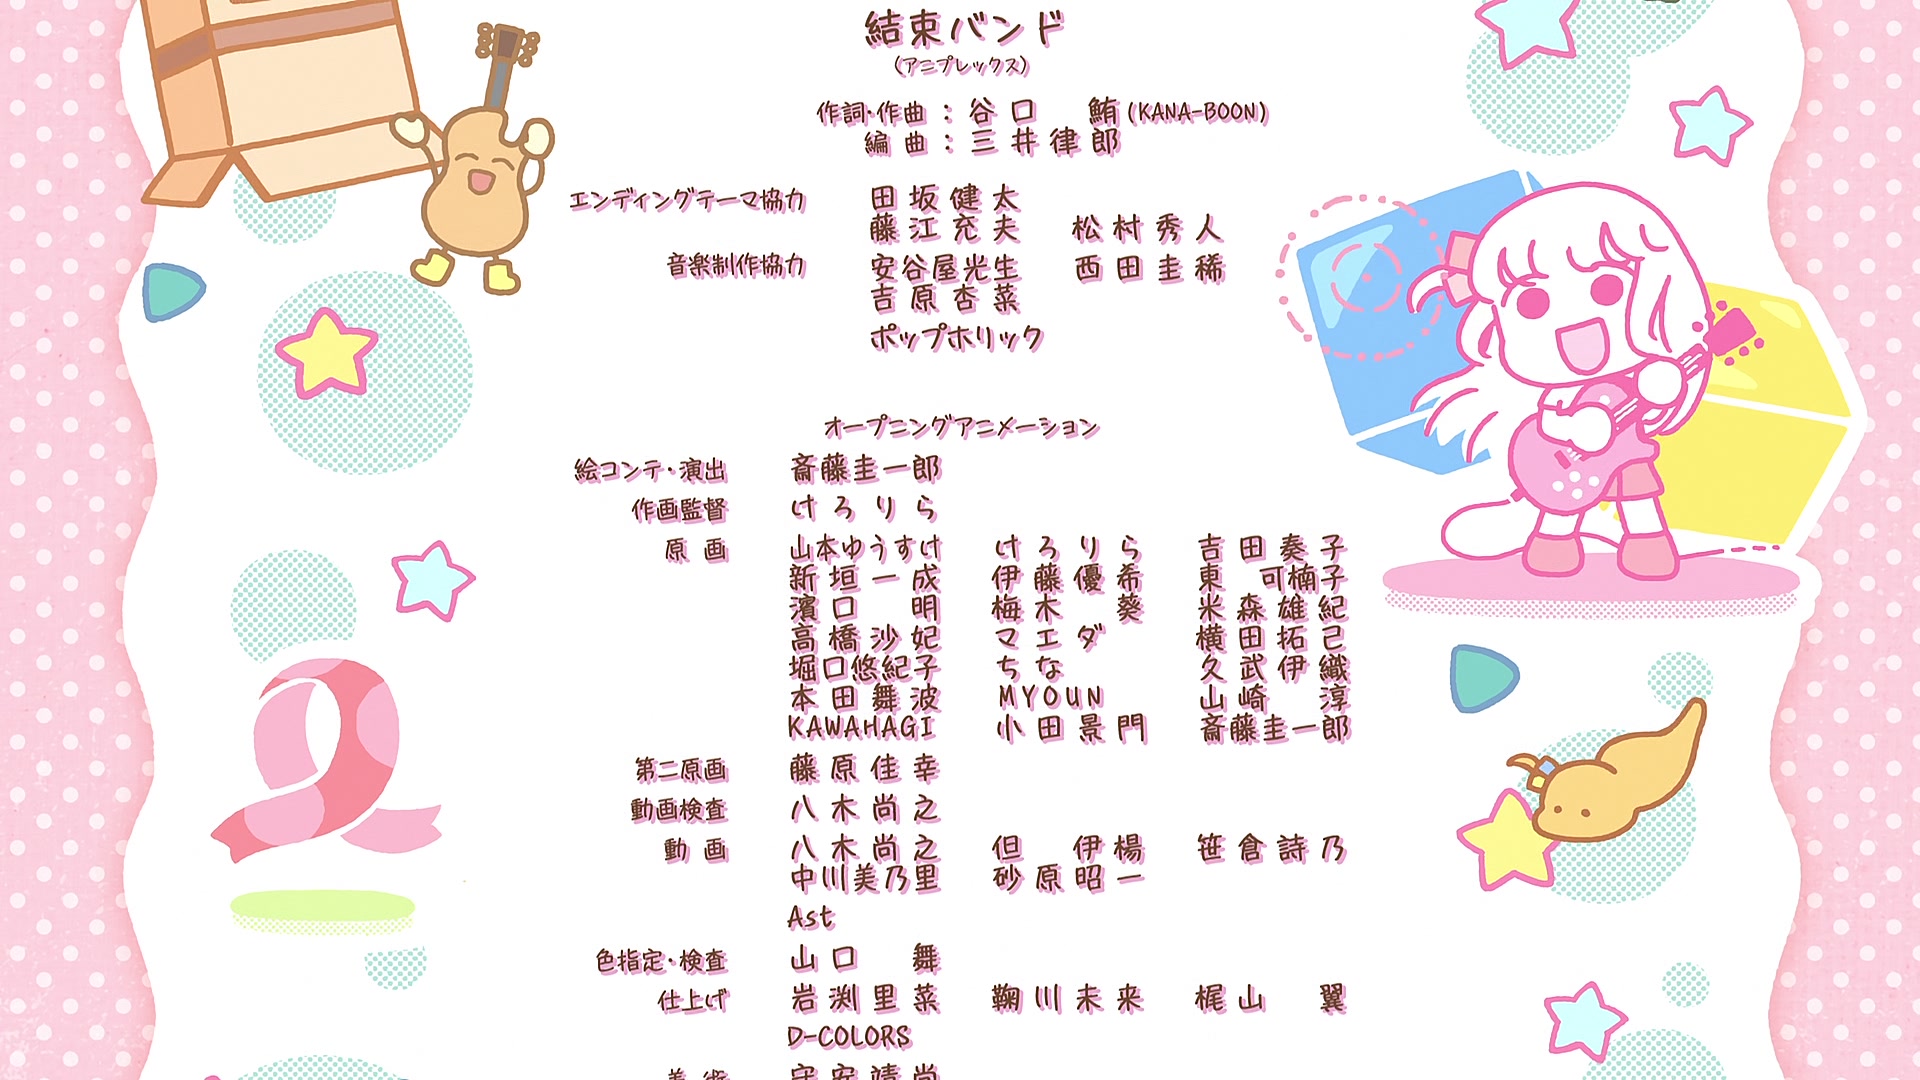 結束バンド
(アニプレックス)
作詞・作曲：谷口 鮪(KANA-BOON)
編曲：三井律郎
エンディングテーマ協力 田坂健太
藤江充夫 松村秀人
音楽制作協力 安谷屋光生 西田圭稀
吉原杏菜
ポップホリック
オープニングアニメーション
絵コンテ・演出 斎藤圭一郎
作画監督 けろりら
原画 山本ゆうすけ けろりら 吉田奏子
新垣一成 伊藤優希 東 可楠子
濱口 明 梅木 葵 米森雄紀
高橋沙妃 マエダ 横田拓己
堀口悠紀子 ちな 久武伊織
本田舞波 MYOUN 山崎 淳
KAWAHAGI 小田景門 斎藤圭一郎
第二原画 藤原佳幸
動画検査 八木尚之
動画 八木尚之 但 伊楊 笹倉詩乃
中川美乃里 砂原昭一
Ast
色指定・検査 山口 舞
仕上げ 岩渕里菜 鞠川未来 梶山 翼
D-COLORS